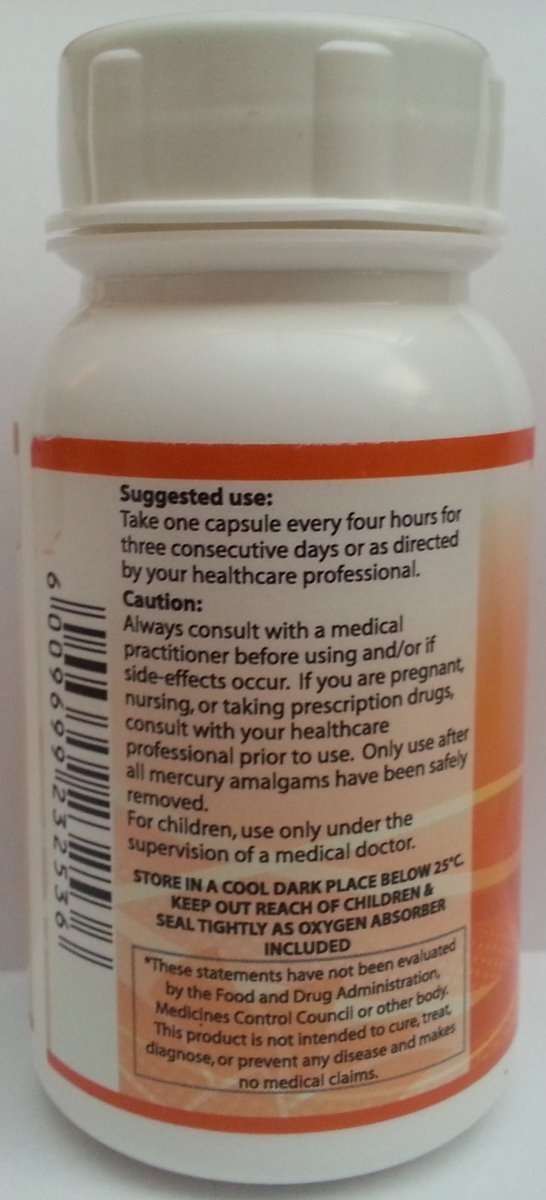 Suggested use:
Take one capsule every four hours for
three consecutive days or as directed
by your healthcare professional.
Caution:
Always consult with a medical
practitioner before using and/or if
side-effects occur. If you are pregnant,
nursing, or taking prescription drugs,
consult with your healthcare
professional prior to use. Only use after
all mercury amalgams have been safely
removed.
For children, use only under the
supervision of a medical doctor.
STORE IN A COOL DARK PLACE BELOW 25°C.
KEEP OUT REACH OF CHILDREN &
SEAL TIGHTLY AS OXYGEN ABSORBER
INCLUDED
*These statements have not been evaluated
by the Food and Drug Administration,
Medicines Control Council or other body.
This product is not intended to cure, treat,
diagnose, or prevent any disease and makes
no medical claims.
6 009699 232536